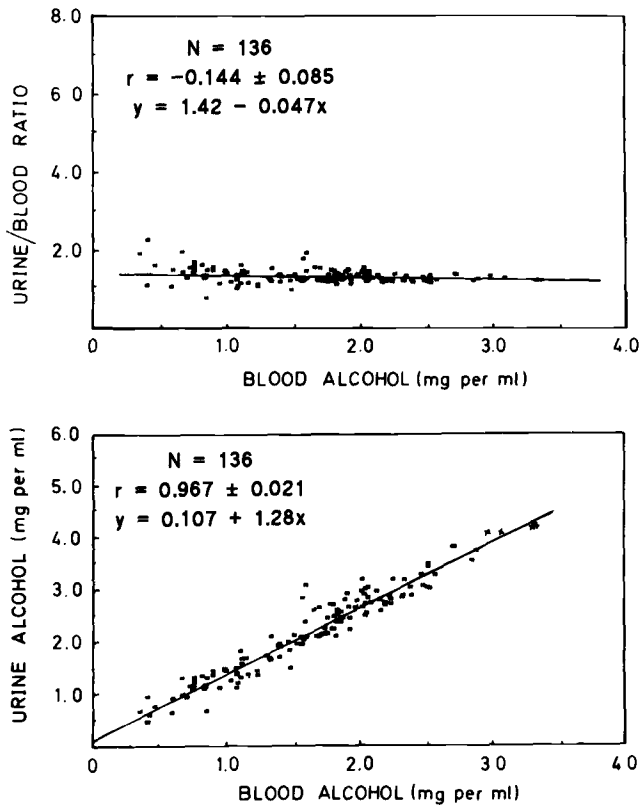 8.0
6.0
4.0
2.0
URINE/BLOOD RATIO
N = 136
r = -0.144 ± 0.085
y = 1.42 - 0.047x
0 1.0 2.0 3.0 4.0
BLOOD ALCOHOL (mg per ml)
6.0
5.0
4.0
3.0
2.0
1.0
URINE ALCOHOL (mg per ml)
N = 136
r = 0.967 ± 0.021
y = 0.107 + 1.28x
0 1.0 2.0 3.0 4.0
BLOOD ALCOHOL (mg per ml)